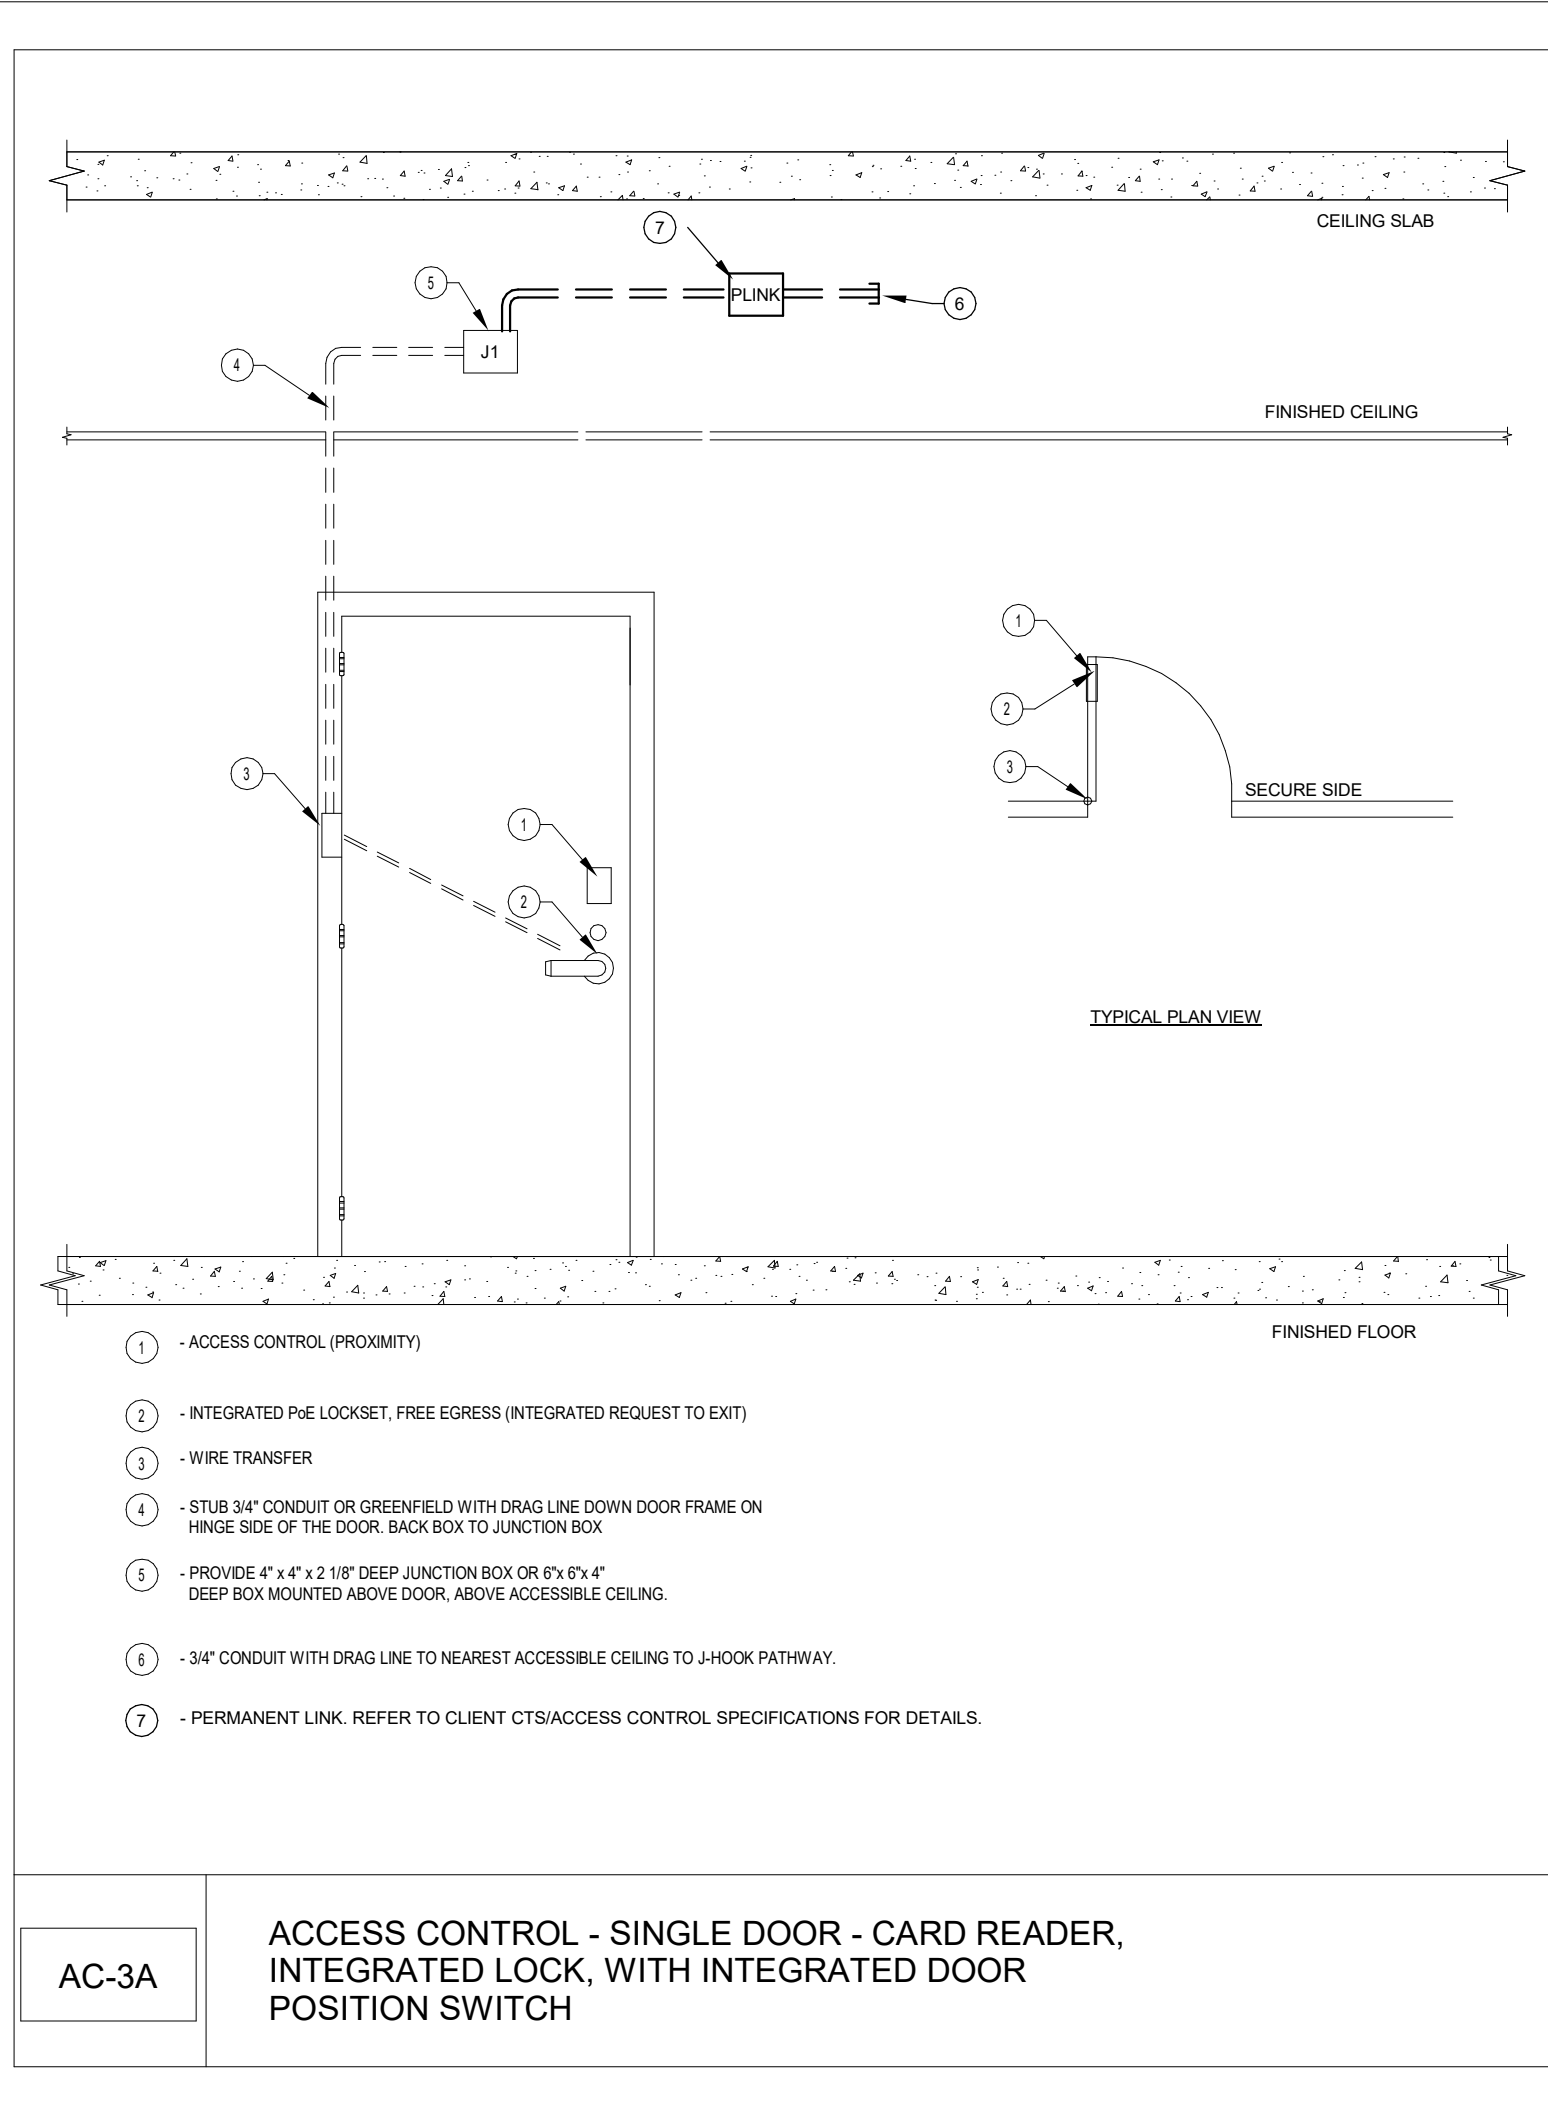 CEILING SLAB
7
5
PLINK
6
J1
4
FINISHED CEILING
1
2
3
3
SECURE SIDE
1
2
TYPICAL PLAN VIEW
FINISHED FLOOR
1 - ACCESS CONTROL (PROXIMITY)
2 - INTEGRATED PoE LOCKSET, FREE EGRESS (INTEGRATED REQUEST TO EXIT)
3 - WIRE TRANSFER
4 - STUB 3/4" CONDUIT OR GREENFIELD WITH DRAG LINE DOWN DOOR FRAME ON
HINGE SIDE OF THE DOOR. BACK BOX TO JUNCTION BOX
5 - PROVIDE 4" x 4" x 2 1/8" DEEP JUNCTION BOX OR 6"x 6"x 4"
DEEP BOX MOUNTED ABOVE DOOR, ABOVE ACCESSIBLE CEILING.
6 - 3/4" CONDUIT WITH DRAG LINE TO NEAREST ACCESSIBLE CEILING TO J-HOOK PATHWAY.
7 - PERMANENT LINK. REFER TO CLIENT CTS/ACCESS CONTROL SPECIFICATIONS FOR DETAILS.
AC-3A
ACCESS CONTROL - SINGLE DOOR - CARD READER,
INTEGRATED LOCK, WITH INTEGRATED DOOR
POSITION SWITCH